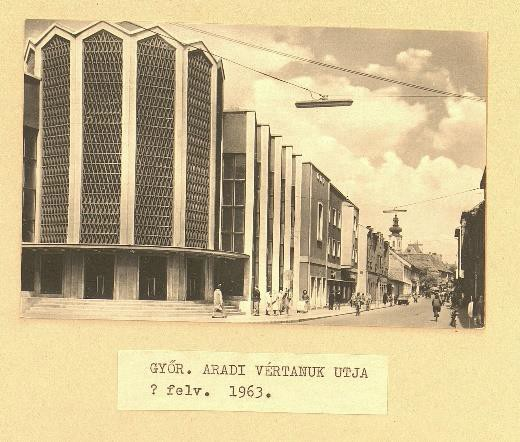 GYŐR. ARADI VÉRTANUK UTJA
? felv. 1963.